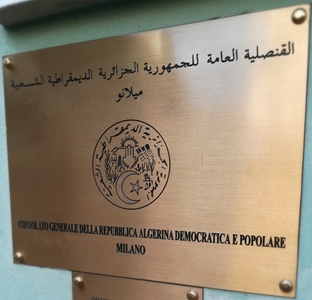 القنصلية العامة للجمهورية الجزائرية الديمقراطية الشعبية
ميلانو
CONSOLATO GENERALE DELLA REPUBBLICA ALGERINA DEMOCRATICA E POPOLARE
MILANO